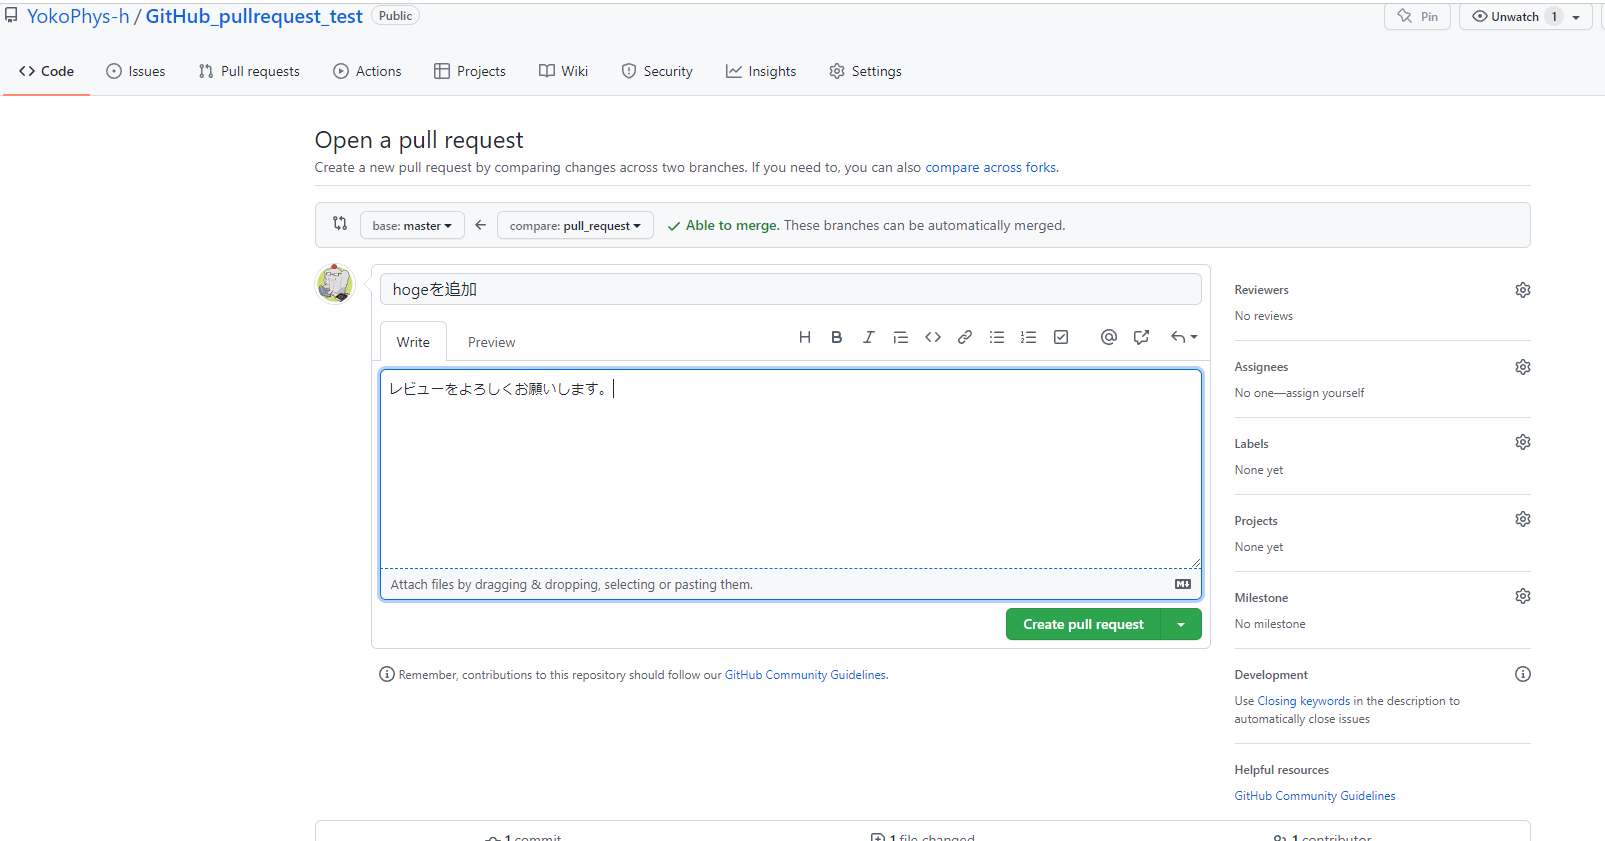 YokoPhys-h / GitHub_pullrequest_test Public
Pin
Unwatch 1
Code
Issues
Pull requests
Actions
Projects
Wiki
Security
Insights
Settings
Open a pull request
Create a new pull request by comparing changes across two branches. If you need to, you can also compare across forks.
base: master
compare: pull_request
Able to merge. These branches can be automatically merged.
hogeを追加
Write
Preview
レビューをよろしくお願いします。
Attach files by dragging & dropping, selecting or pasting them.
Create pull request
Remember, contributions to this repository should follow our GitHub Community Guidelines.
Reviewers
No reviews
Assignees
No one—assign yourself
Labels
None yet
Projects
None yet
Milestone
No milestone
Development
Use Closing keywords in the description to
automatically close issues
Helpful resources
GitHub Community Guidelines
1 commit
1 file changed
1 contributor